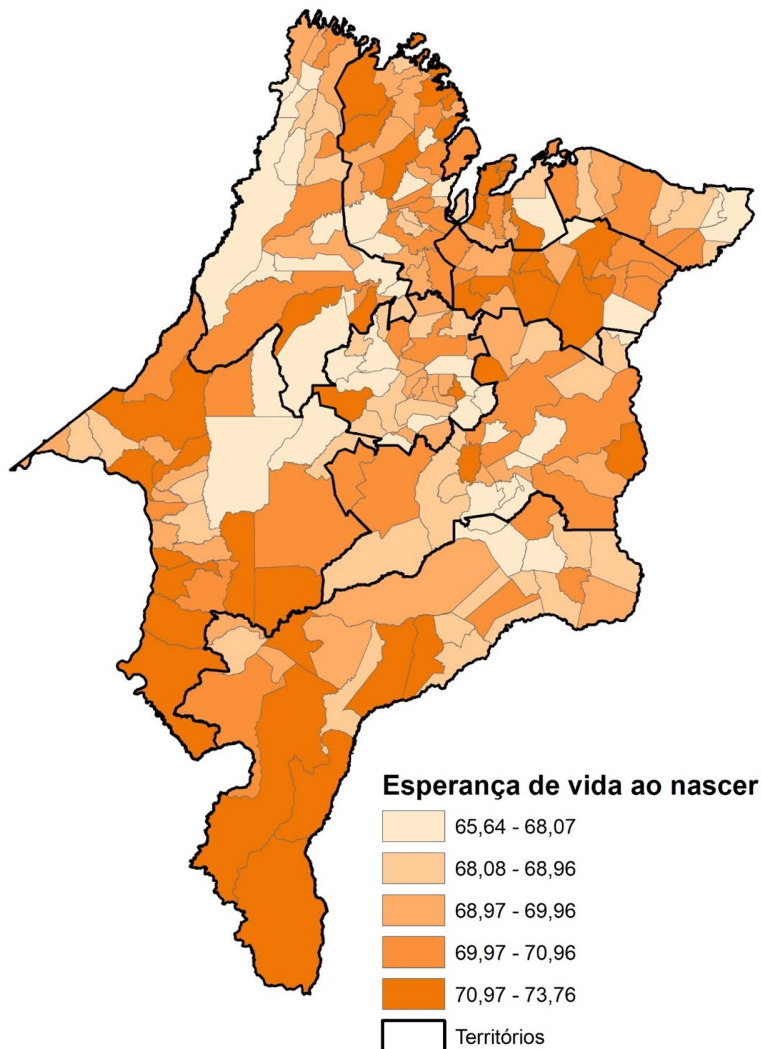 Esperança de vida ao nascer
65,64 - 68,07
68,08 - 68,96
68,97 - 69,96
69,97 - 70,96
70,97 - 73,76
Territórios